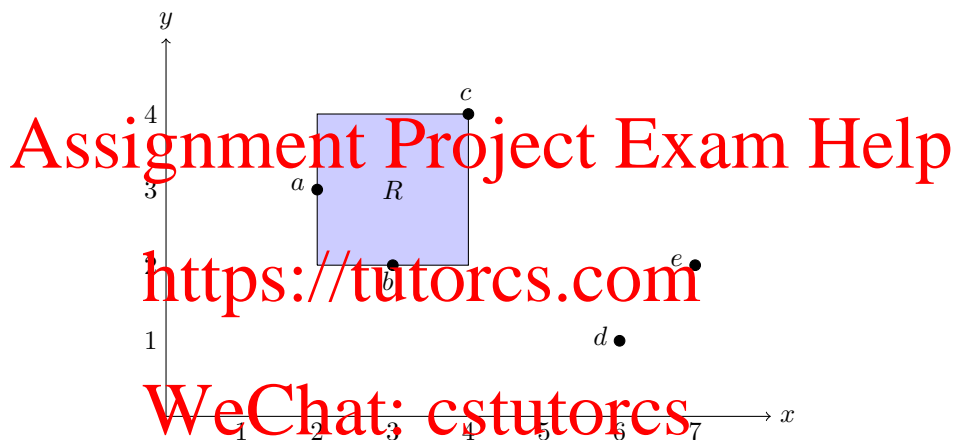 y
c
4
Assignment Project Exam Help
a
3
R
2
e
https://tutorcs.com
b
d
1
WeChat: cstutorcs
x
1 2 3 4 5 6 7